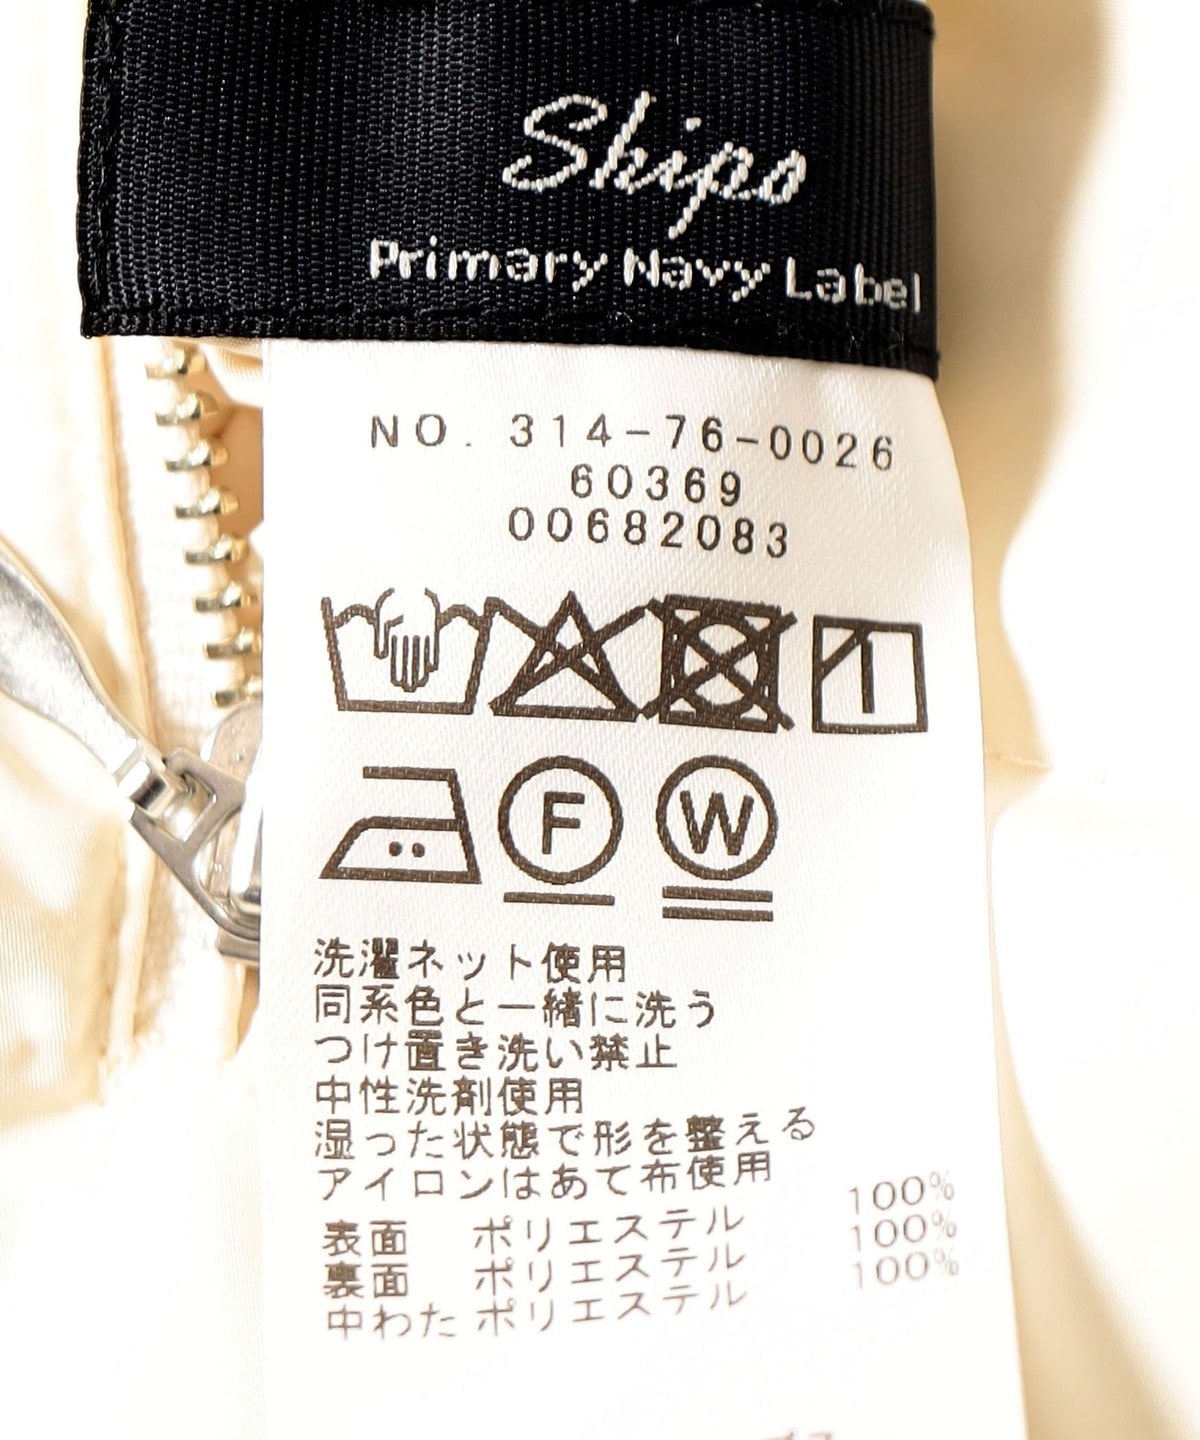 Ships
Primary Navy Label
NO. 314-76-0026
60369
00682083
F W
洗濯ネット使用
同系色と一緒に洗う
つけ置き洗い禁止
中性洗剤使用
湿った状態で形を整える
アイロンはあて布使用
表面 ポリエステル 100%
裏面 ポリエステル 100%
中わた ポリエステル 100%